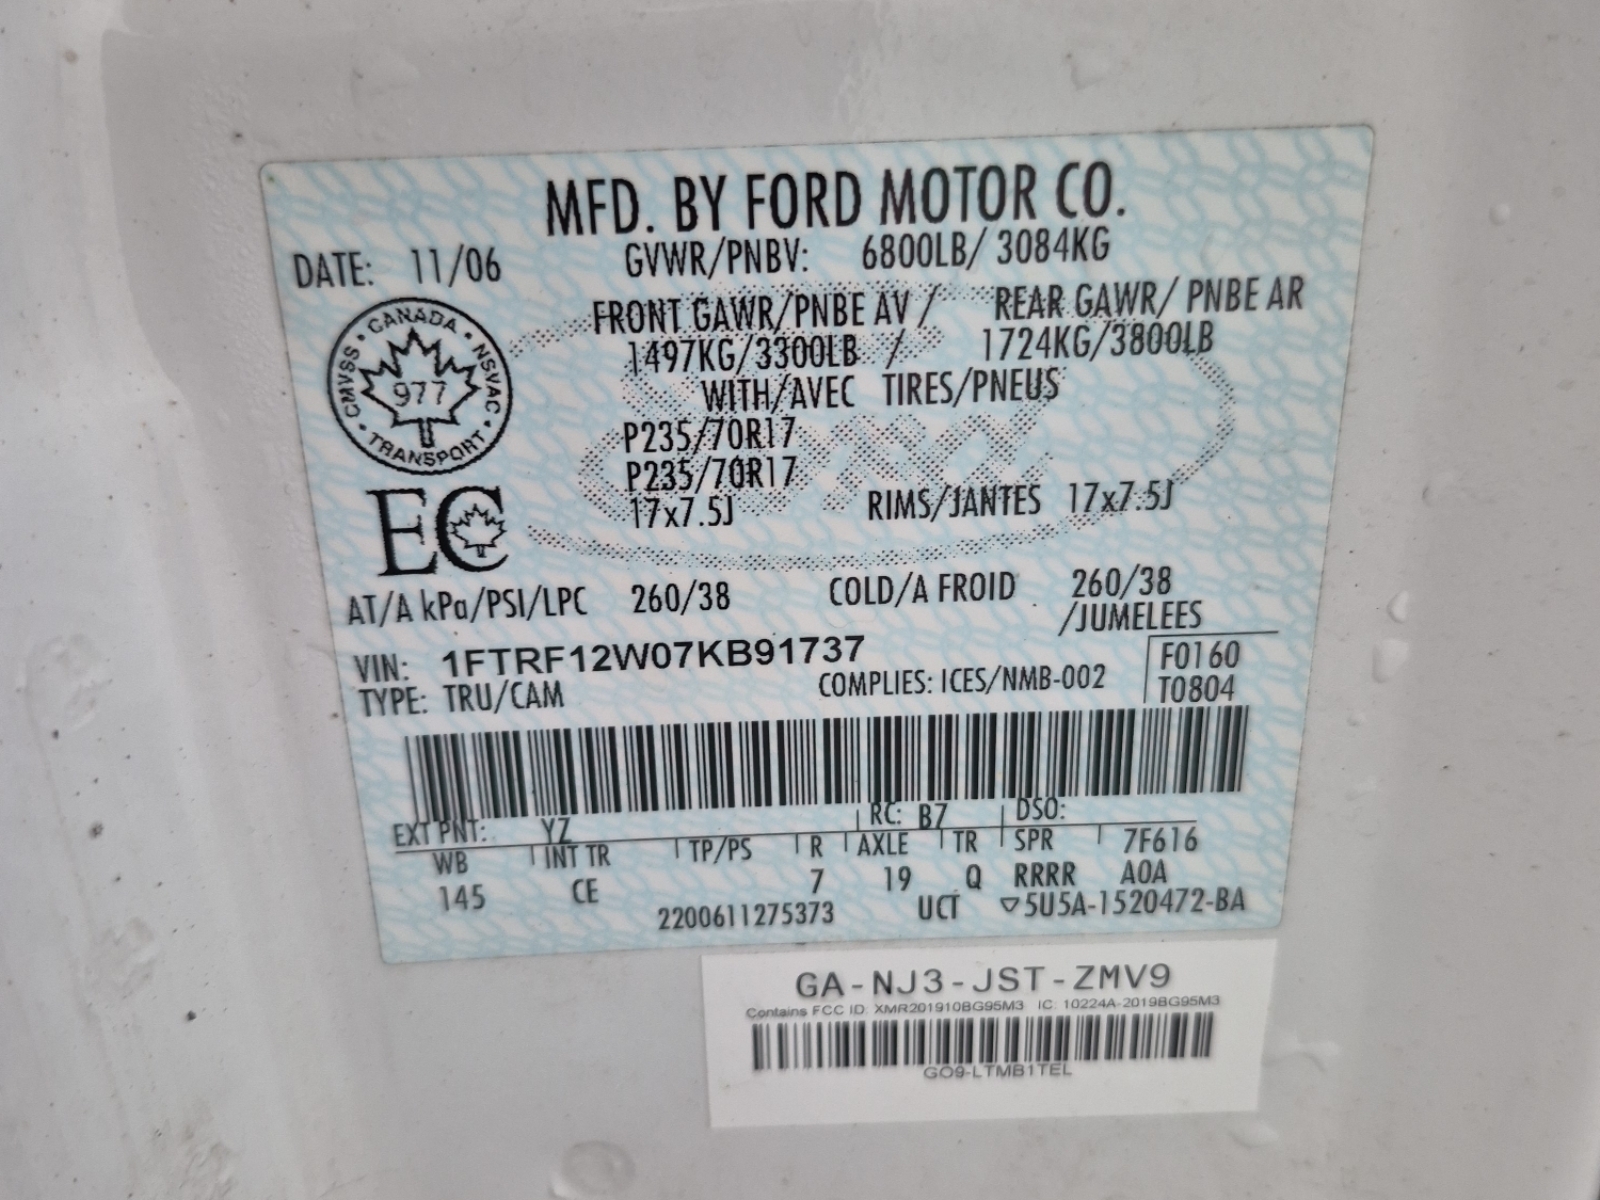 MFD. BY FORD MOTOR CO.
DATE: 11/06 GVWR/PNBV: 6800LB/ 3084KG
FRONT GAWR/PNBE AV / REAR GAWR/ PNBE AR
1497KG/3300LB / 1724KG/3800LB
WITH/AVEC TIRES/PNEUS
P235/70R17
P235/70R17
17x7.5J RIMS/JANTES 17x7.5J
CANADA · NSVAC · TRANSPORT · CMVSS ·
977
EC
AT/A kPa/PSI/LPC 260/38 COLD/A FROID 260/38
/JUMELEES
VIN: 1FTRF12W07KB91737
TYPE: TRU/CAM COMPLIES: ICES/NMB-002
F0160
T0804
EXT PNT: YZ RC: B7 DSO:
WB INT TR TP/PS R AXLE TR SPR 7F616
145 CE 7 19 Q RRRR A0A
2200611275373 UCT ▽5U5A-1520472-BA
GA-NJ3-JST-ZMV9
Contains FCC ID: XMR201910BG95M3 IC: 10224A-2019BG95M3
GO9-LTMB1TEL